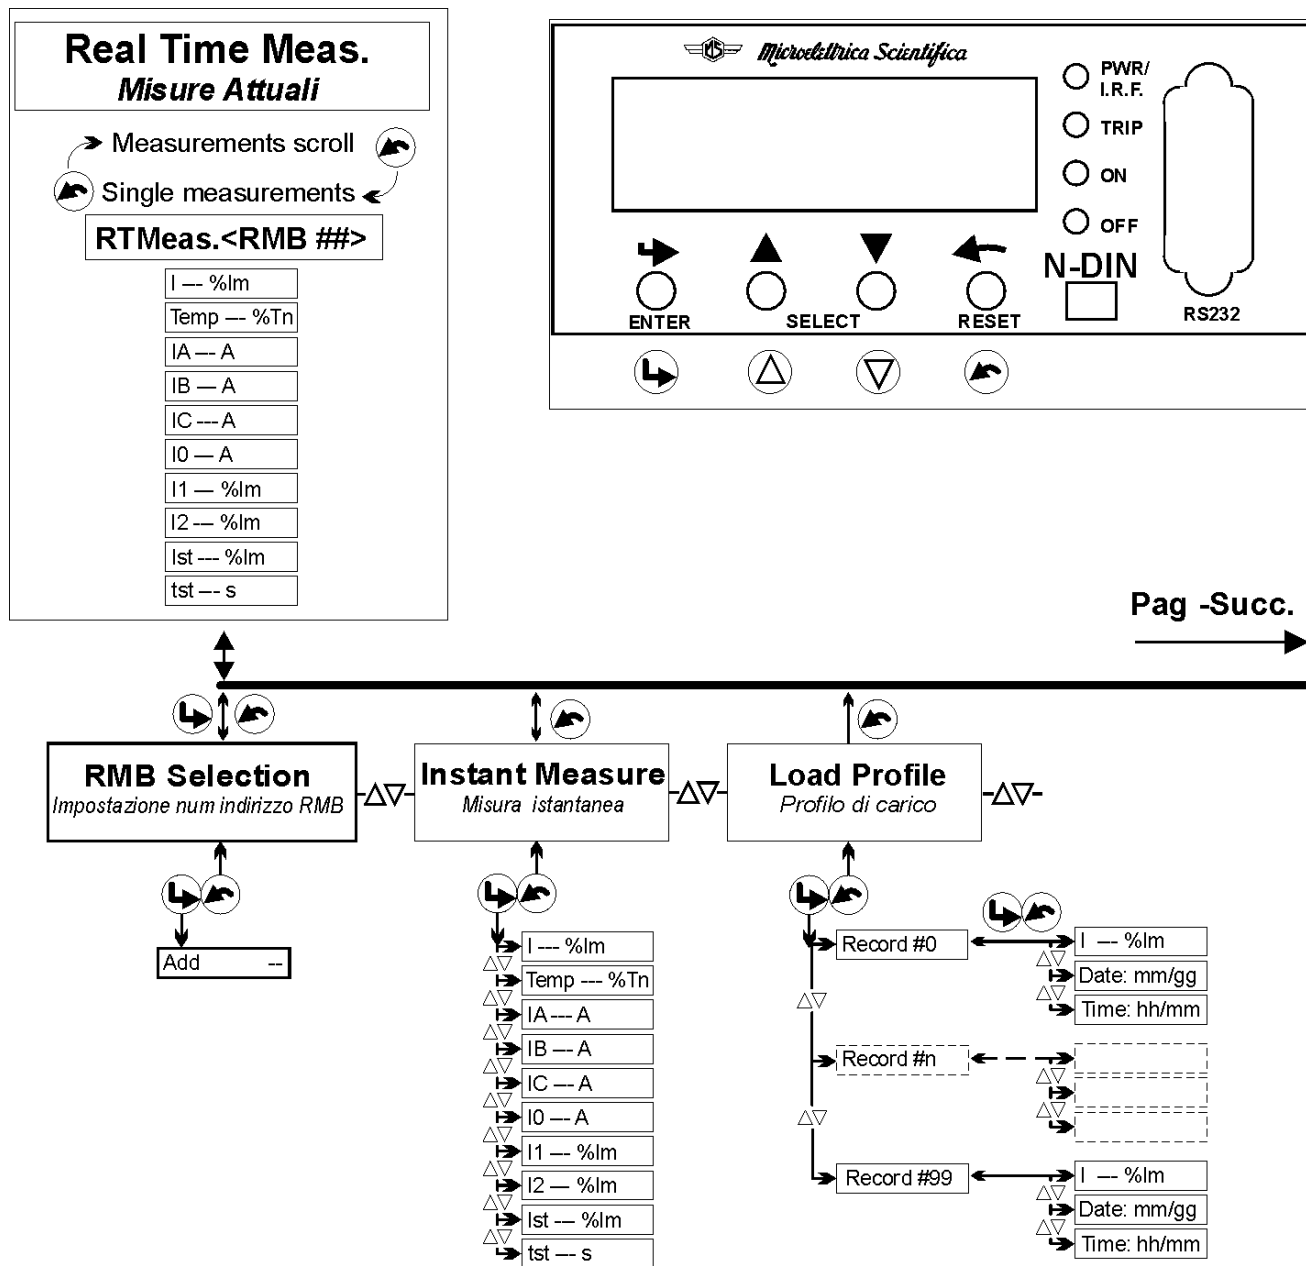 Real Time Meas.
Misure Attuali
Measurements scroll
Single measurements
RTMeas.<RMB ##>
I --- %Im
Temp --- %Tn
IA --- A
IB --- A
IC --- A
I0 --- A
I1 --- %Im
I2 --- %Im
Ist --- %Im
tst --- s
MS Microelettrica Scientifica
PWR/
I.R.F.
TRIP
ON
OFF
N-DIN
ENTER
SELECT
RESET
RS232
Pag -Succ.
RMB Selection
Impostazione num indirizzo RMB
Add --
Instant Measure
Misura istantanea
I --- %Im
Temp --- %Tn
IA --- A
IB --- A
IC --- A
I0 --- A
I1 --- %Im
I2 --- %Im
Ist --- %Im
tst --- s
Load Profile
Profilo di carico
Record #0
I --- %Im
Date: mm/gg
Time: hh/mm
Record #n
Record #99
I --- %Im
Date: mm/gg
Time: hh/mm